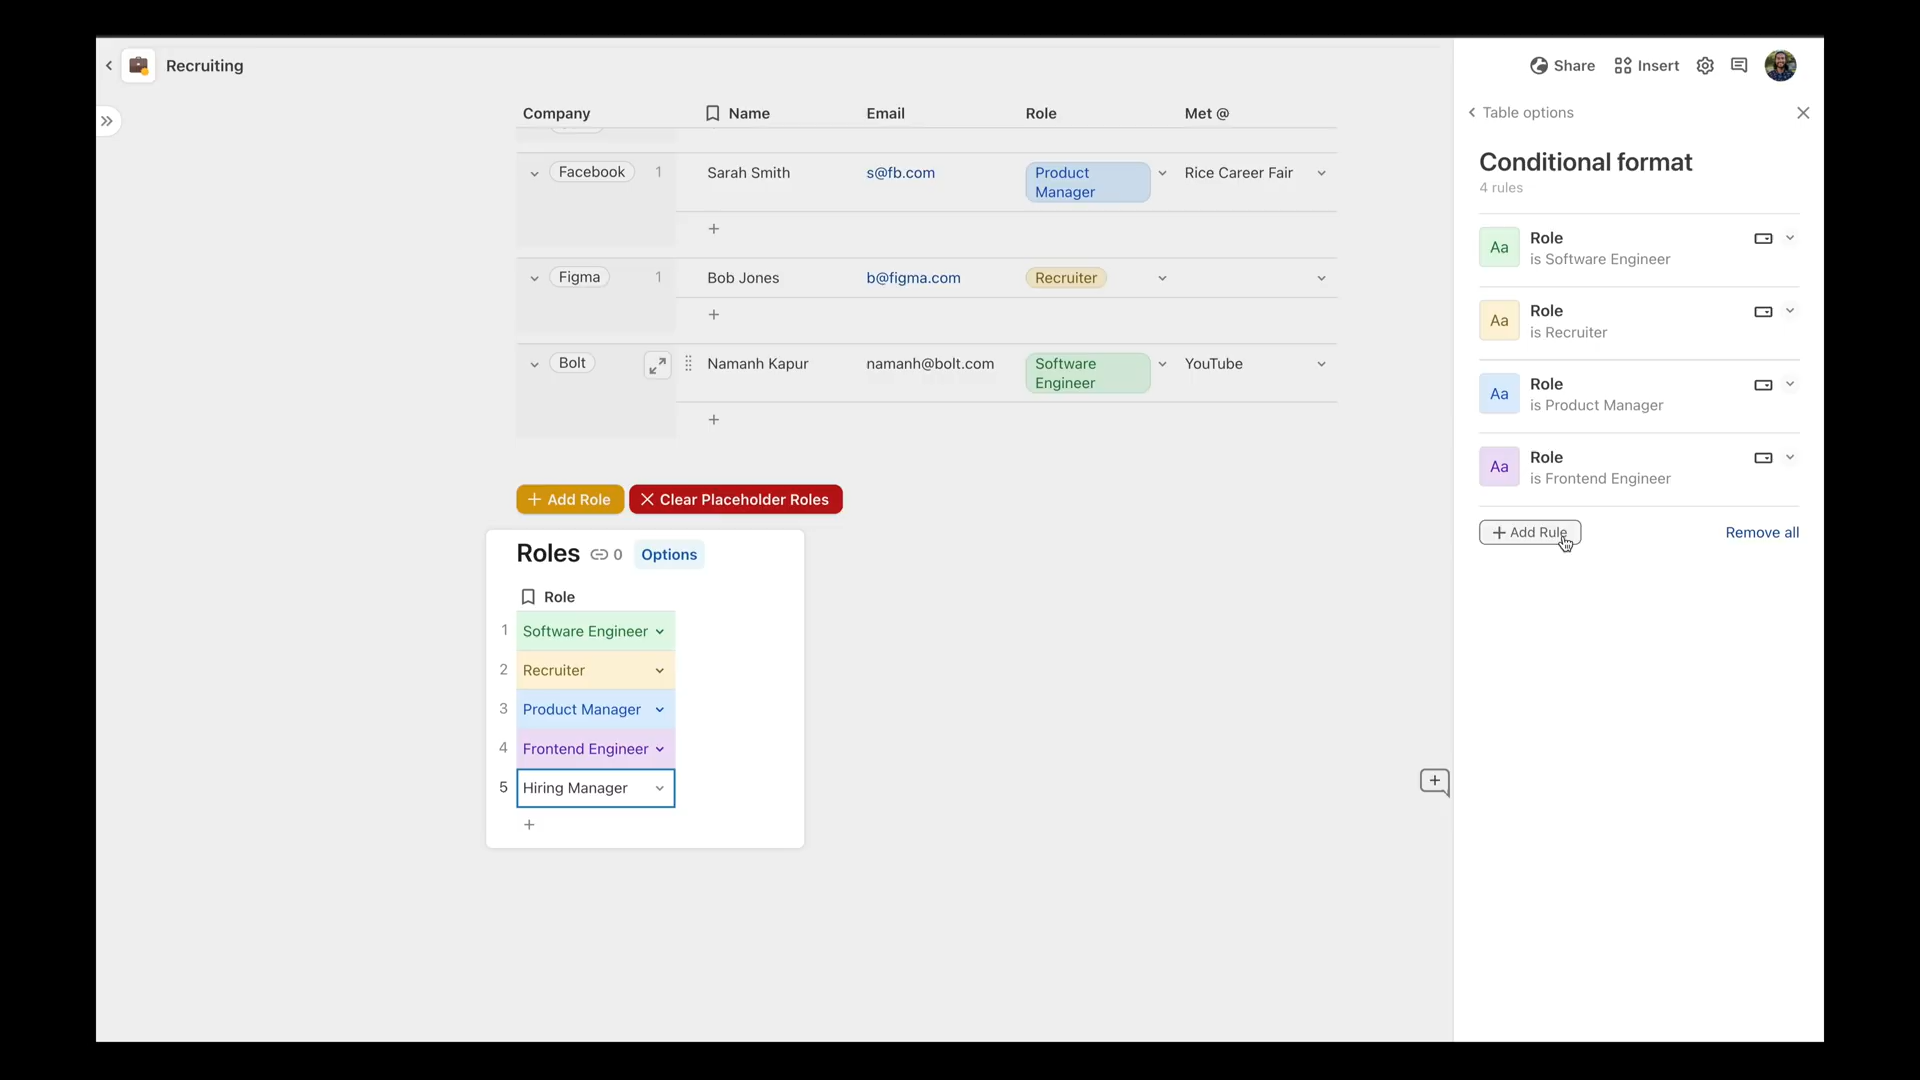 Recruiting
Share
Insert
Company
Name
Email
Role
Met @
Facebook
1
Sarah Smith
s@fb.com
Product
Manager
Rice Career Fair
Figma
1
Bob Jones
b@figma.com
Recruiter
Bolt
Namanh Kapur
namanh@bolt.com
Software
Engineer
YouTube
+ Add Role
Clear Placeholder Roles
Roles
0
Options
Role
1 Software Engineer
2 Recruiter
3 Product Manager
4 Frontend Engineer
5 Hiring Manager
Table options
Conditional format
4 rules
Aa
Role
is Software Engineer
Aa
Role
is Recruiter
Aa
Role
is Product Manager
Aa
Role
is Frontend Engineer
+ Add Rule
Remove all